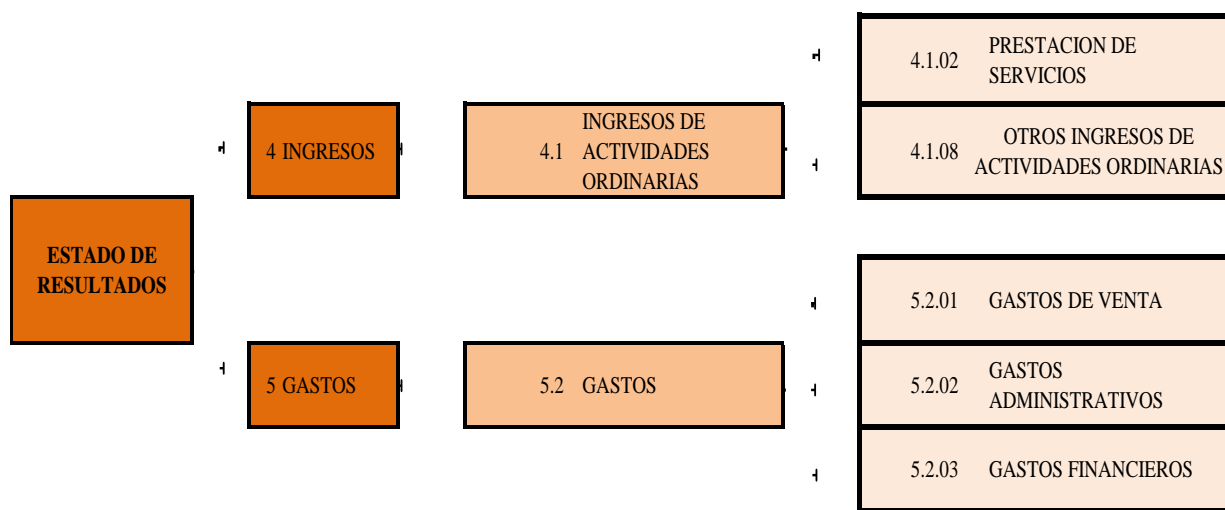 ESTADO DE
RESULTADOS
4 INGRESOS
4.1 INGRESOS DE
ACTIVIDADES
ORDINARIAS
4.1.02 PRESTACION DE
SERVICIOS
4.1.08 OTROS INGRESOS DE
ACTIVIDADES ORDINARIAS
5 GASTOS
5.2 GASTOS
5.2.01 GASTOS DE VENTA
5.2.02 GASTOS
ADMINISTRATIVOS
5.2.03 GASTOS FINANCIEROS